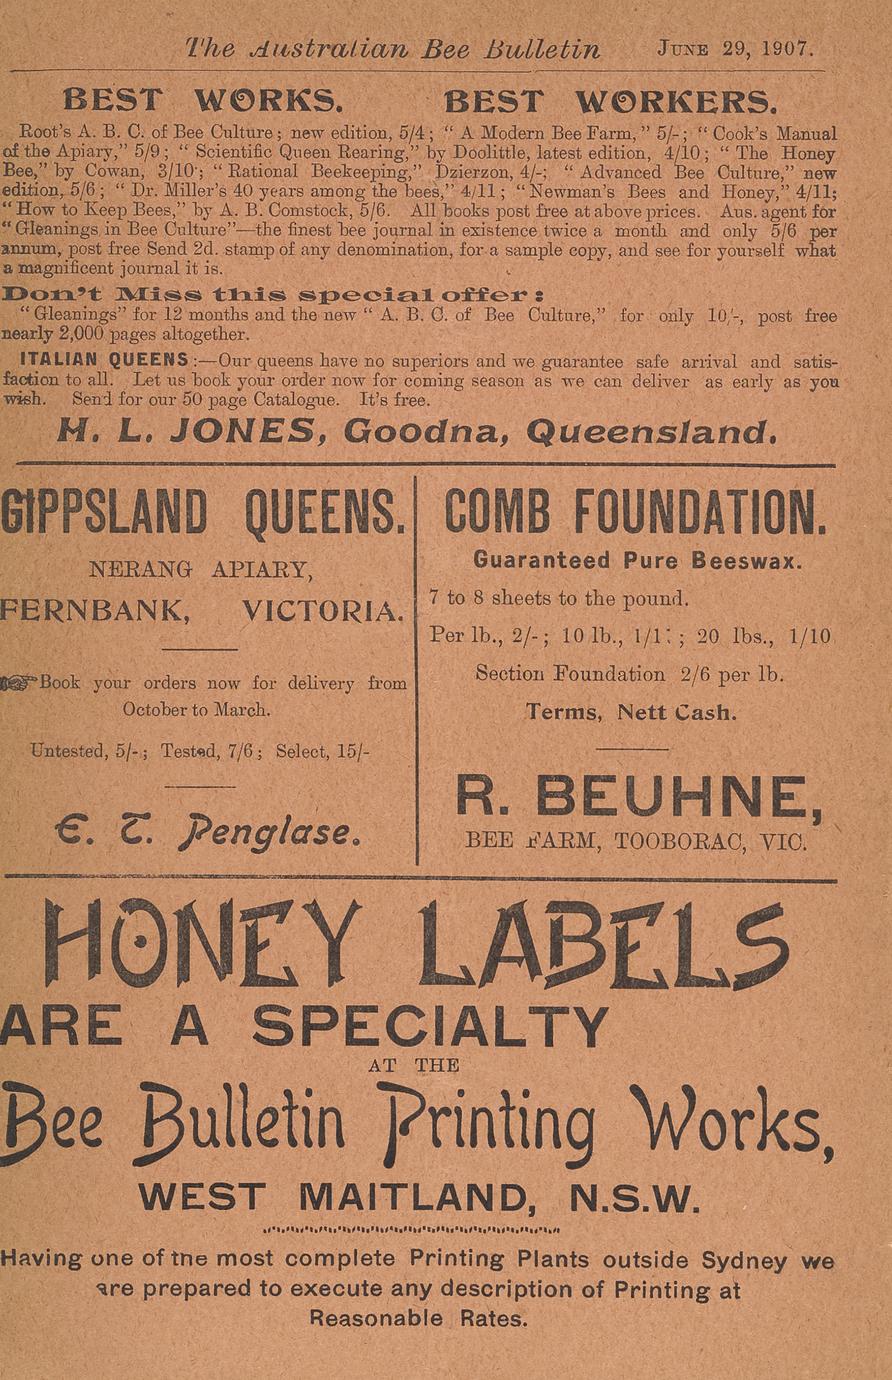 The Australian Bee Bulletin JUNE 29, 1907.
BEST WORKS. BEST WORKERS.
Root's A. B. C. of Bee Culture; new edition, 5/4; " A Modern Bee Farm, " 5/-; " Cook's Manual
of the Apiary," 5/9; " Scientific Queen Rearing," by Doolittle, latest edition, 4/10; " The Honey
Bee," by Cowan, 3/10; " Rational Beekeeping," Dzierzon, 4/-; " Advanced Bee Culture," new
edition, 5/6; " Dr. Miller's 40 years among the bees," 4/11; "Newman's Bees and Honey," 4/11;
"How to Keep Bees," by A. B. Comstock, 5/6. All books post free at above prices. Aus. agent for
"Gleanings in Bee Culture"—the finest bee journal in existence twice a month and only 5/6 per
annum, post free Send 2d. stamp of any denomination, for a sample copy, and see for yourself what
a magnificent journal it is.
Don't Miss this special offer:
"Gleanings" for 12 months and the new " A. B. C. of Bee Culture," for only 10/-, post free
nearly 2,000 pages altogether.
ITALIAN QUEENS:—Our queens have no superiors and we guarantee safe arrival and satis-
faction to all. Let us book your order now for coming season as we can deliver as early as you
wish. Send for our 50 page Catalogue. It's free.
H. L. JONES, Goodna, Queensland.
GIPPSLAND QUEENS.
NERANG APIARY,
FERNBANK, VICTORIA.
Book your orders now for delivery from
October to March.
Untested, 5/-; Tested, 7/6; Select, 15/-
E. T. Penglase.
COMB FOUNDATION.
Guaranteed Pure Beeswax.
7 to 8 sheets to the pound.
Per lb., 2/-; 10 lb., ; 20 lbs., 1/10
Section Foundation 2/6 per lb.
Terms, Nett Cash.
R. BEUHNE,
BEE FARM, TOOBORAC, VIC.
HONEY LABELS
ARE A SPECIALTY
AT THE
Bee Bulletin Printing Works,
WEST MAITLAND, N.S.W.
Having one of the most complete Printing Plants outside Sydney we
are prepared to execute any description of Printing at
Reasonable Rates.